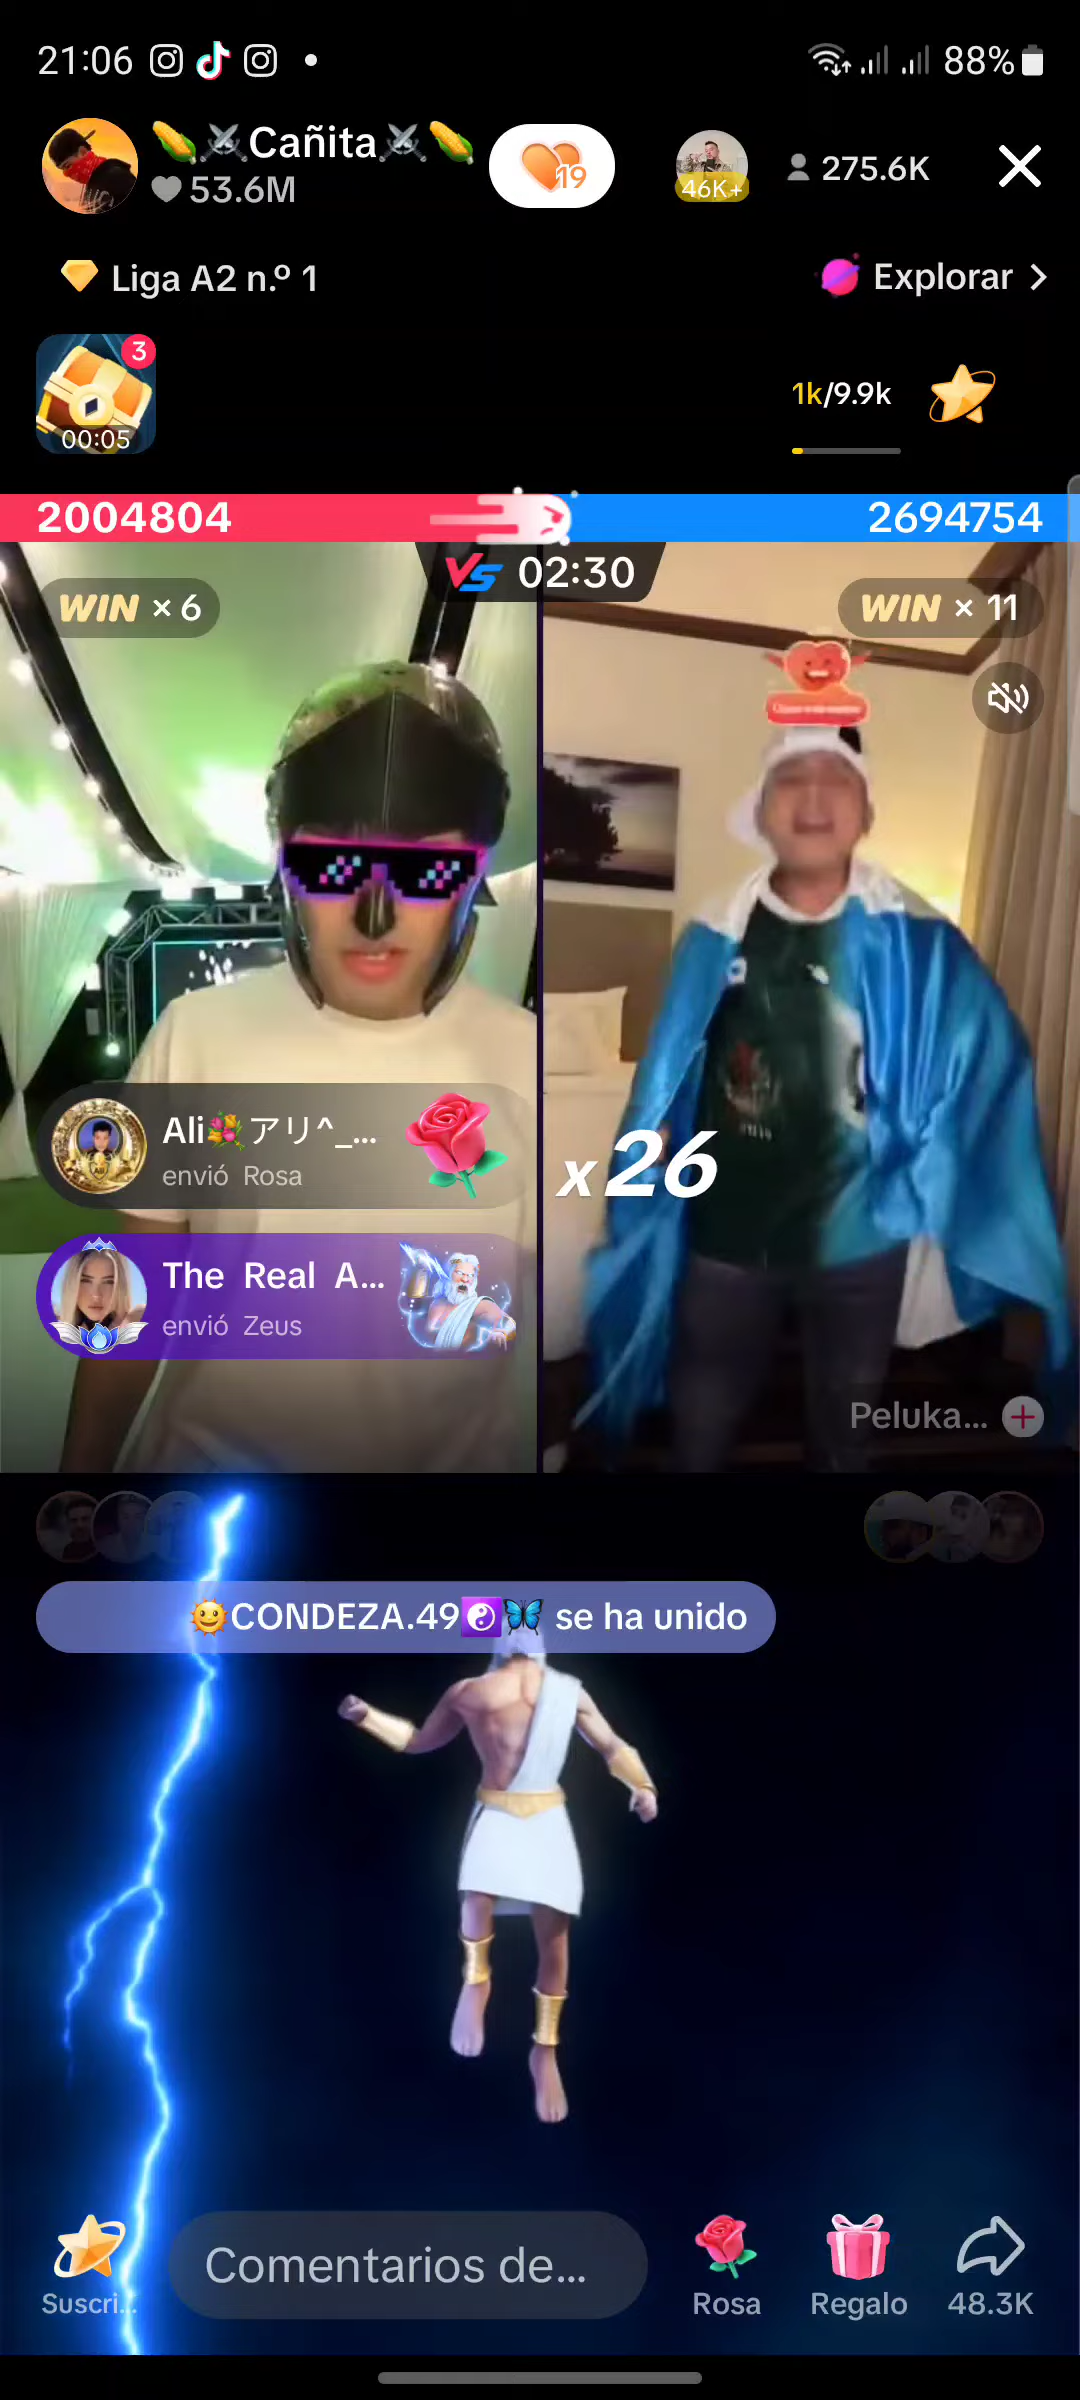 21:06
88%
🌽⚔️Cañita⚔️🌽
53.6M
19
46K+
275.6K
Liga A2 n.º 1
Explorar
3
00:05
1k/9.9k
2004804
2694754
VS 02:30
WIN × 6
WIN × 11
Ali💐アリ^_...
envió Rosa
x26
The Real A...
envió Zeus
Peluka...
🌞CONDEZA.49☯️🦋 se ha unido
Comentarios de...
Suscri...
Rosa
Regalo
48.3K